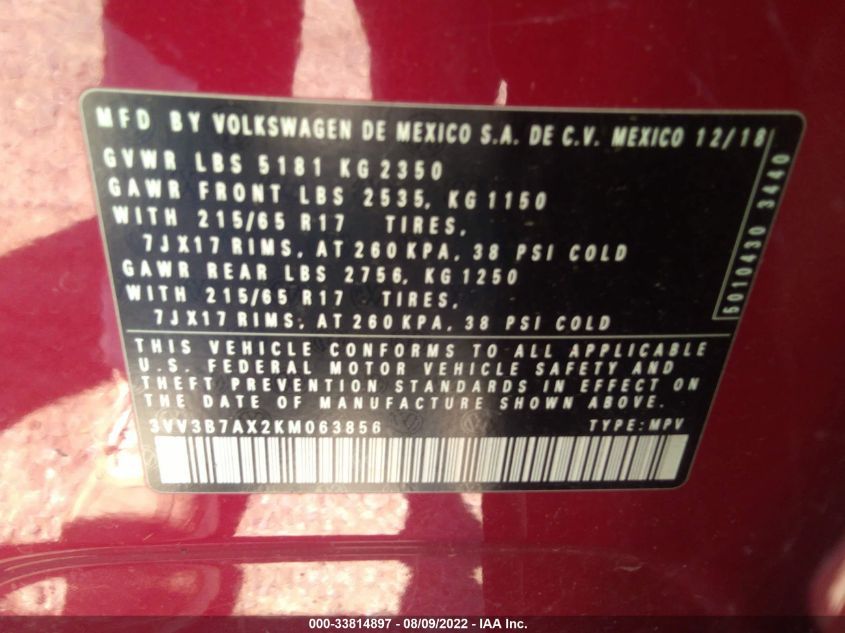 MFD BY VOLKSWAGEN DE MEXICO S.A. DE C.V. MEXICO 12/18
GVWR LBS 5181 KG 2350
GAWR FRONT LBS 2535, KG 1150
WITH 215/65 R17 TIRES,
7JX17 RIMS, AT 260 KPA, 38 PSI COLD
GAWR REAR LBS 2756, KG 1250
WITH 215/65 R17 TIRES,
7JX17 RIMS, AT 260 KPA, 38 PSI COLD
5010430 3440
THIS VEHICLE CONFORMS TO ALL APPLICABLE
U.S. FEDERAL MOTOR VEHICLE SAFETY AND
THEFT PREVENTION STANDARDS IN EFFECT ON
THE DATE OF MANUFACTURE SHOWN ABOVE.
3VV3B7AX2KM063856 TYPE: MPV
000-33814897 - 08/09/2022 - IAA Inc.